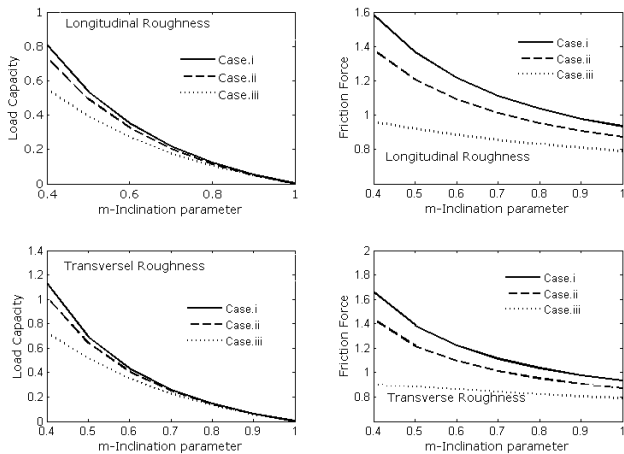 Longitudinal Roughness
Load Capacity
1
0.8
0.6
0.4
0.2
0
Case.i
Case.ii
Case.iii
0.4 0.5 0.6 0.7 0.8 0.9 1
m-Inclination parameter
Friction Force
1.6
1.4
1.2
1
0.8
Case.i
Case.ii
Case.iii
Longitudinal Roughness
0.4 0.5 0.6 0.7 0.8 0.9 1
m-Inclination parameter
Transversel Roughness
Load Capacity
1.4
1.2
1
0.8
0.6
0.4
0.2
0
Case.i
Case.ii
Case.iii
0.4 0.5 0.6 0.7 0.8 0.9 1
m-Inclination parameter
Friction Force
2
1.8
1.6
1.4
1.2
1
0.8
Case.i
Case.ii
Case.iii
Transverse Roughness
0.4 0.5 0.6 0.7 0.8 0.9 1
m-Inclination parameter